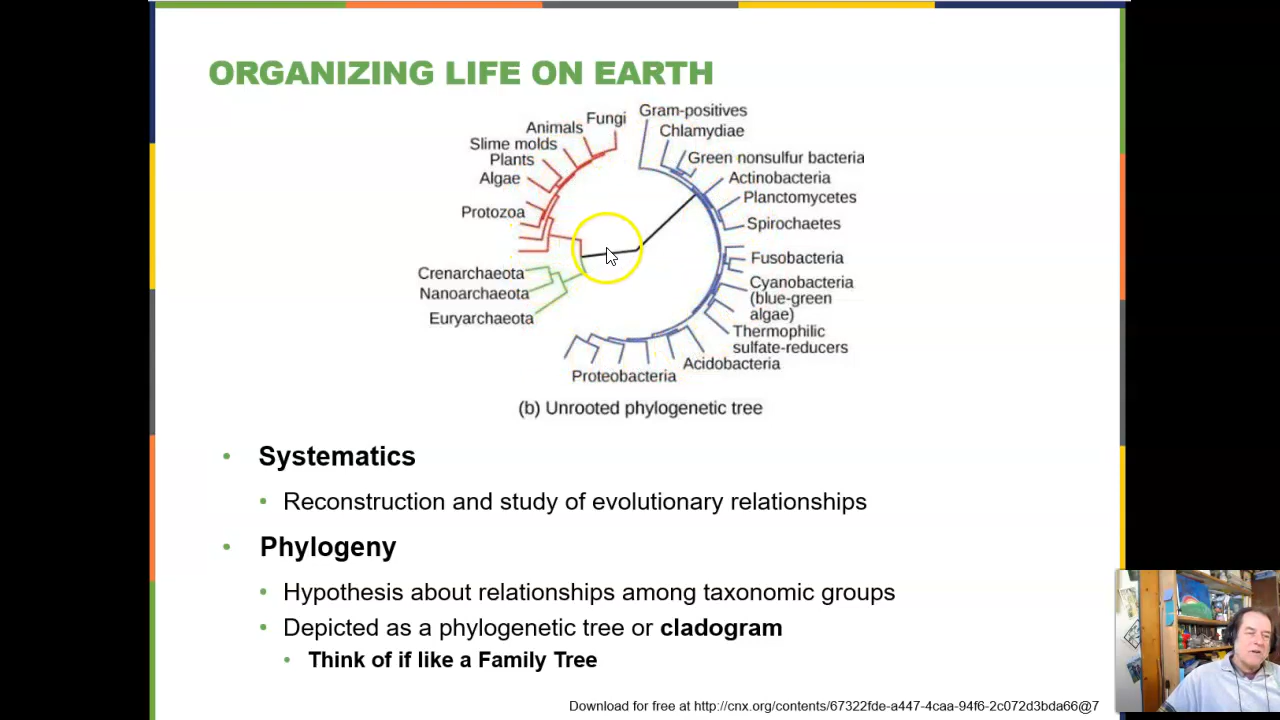 ORGANIZING LIFE ON EARTH
Fungi
Animals
Slime molds
Plants
Algae
Protozoa
Crenarchaeota
Nanoarchaeota
Euryarchaeota
Gram-positives
Chlamydiae
Green nonsulfur bacteria
Actinobacteria
Planctomycetes
Spirochaetes
Fusobacteria
Cyanobacteria
(blue-green
algae)
Thermophilic
sulfate-reducers
Acidobacteria
Proteobacteria
(b) Unrooted phylogenetic tree
• Systematics
• Reconstruction and study of evolutionary relationships
• Phylogeny
• Hypothesis about relationships among taxonomic groups
• Depicted as a phylogenetic tree or cladogram
• Think of if like a Family Tree
Download for free at http://cnx.org/contents/67322fde-a447-4caa-94f6-2c072d3bda66@7